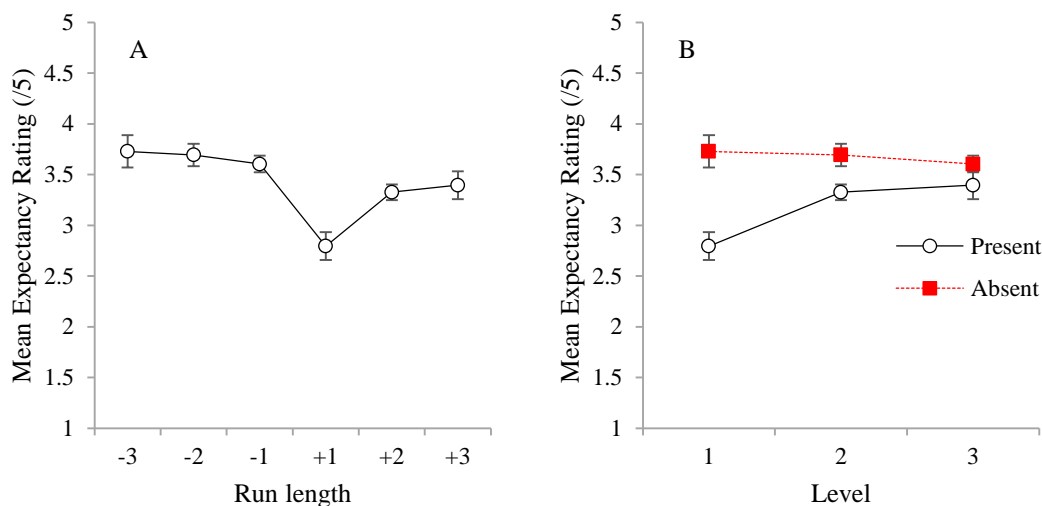 A
Mean Expectancy Rating (/5)
5
4.5
4
3.5
3
2.5
2
1.5
1
-3 -2 -1 +1 +2 +3
Run length
B
Mean Expectancy Rating (/5)
5
4.5
4
3.5
3
2.5
2
1.5
1
1 2 3
Level
Present
Absent